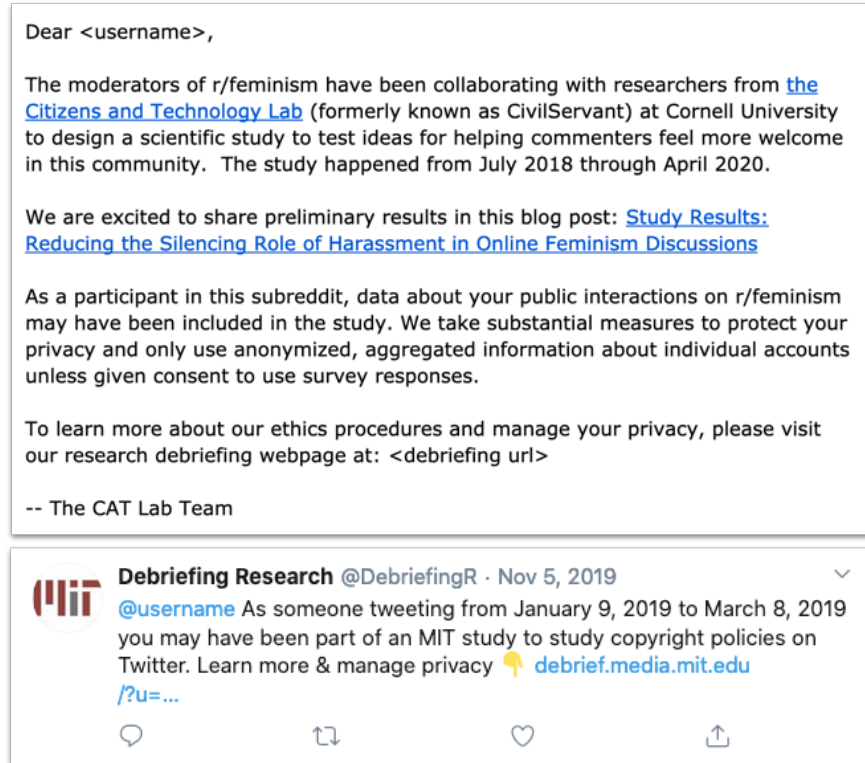 Dear <username>,
The moderators of r/feminism have been collaborating with researchers from the
Citizens and Technology Lab (formerly known as CivilServant) at Cornell University
to design a scientific study to test ideas for helping commenters feel more welcome
in this community.  The study happened from July 2018 through April 2020.
We are excited to share preliminary results in this blog post: Study Results:
Reducing the Silencing Role of Harassment in Online Feminism Discussions
As a participant in this subreddit, data about your public interactions on r/feminism
may have been included in the study. We take substantial measures to protect your
privacy and only use anonymized, aggregated information about individual accounts
unless given consent to use survey responses.
To learn more about our ethics procedures and manage your privacy, please visit
our research debriefing webpage at: <debriefing url>
-- The CAT Lab Team
MIT
Debriefing Research @DebriefingR · Nov 5, 2019
@username As someone tweeting from January 9, 2019 to March 8, 2019
you may have been part of an MIT study to study copyright policies on
Twitter. Learn more & manage privacy 👇 debrief.media.mit.edu
/?u=...